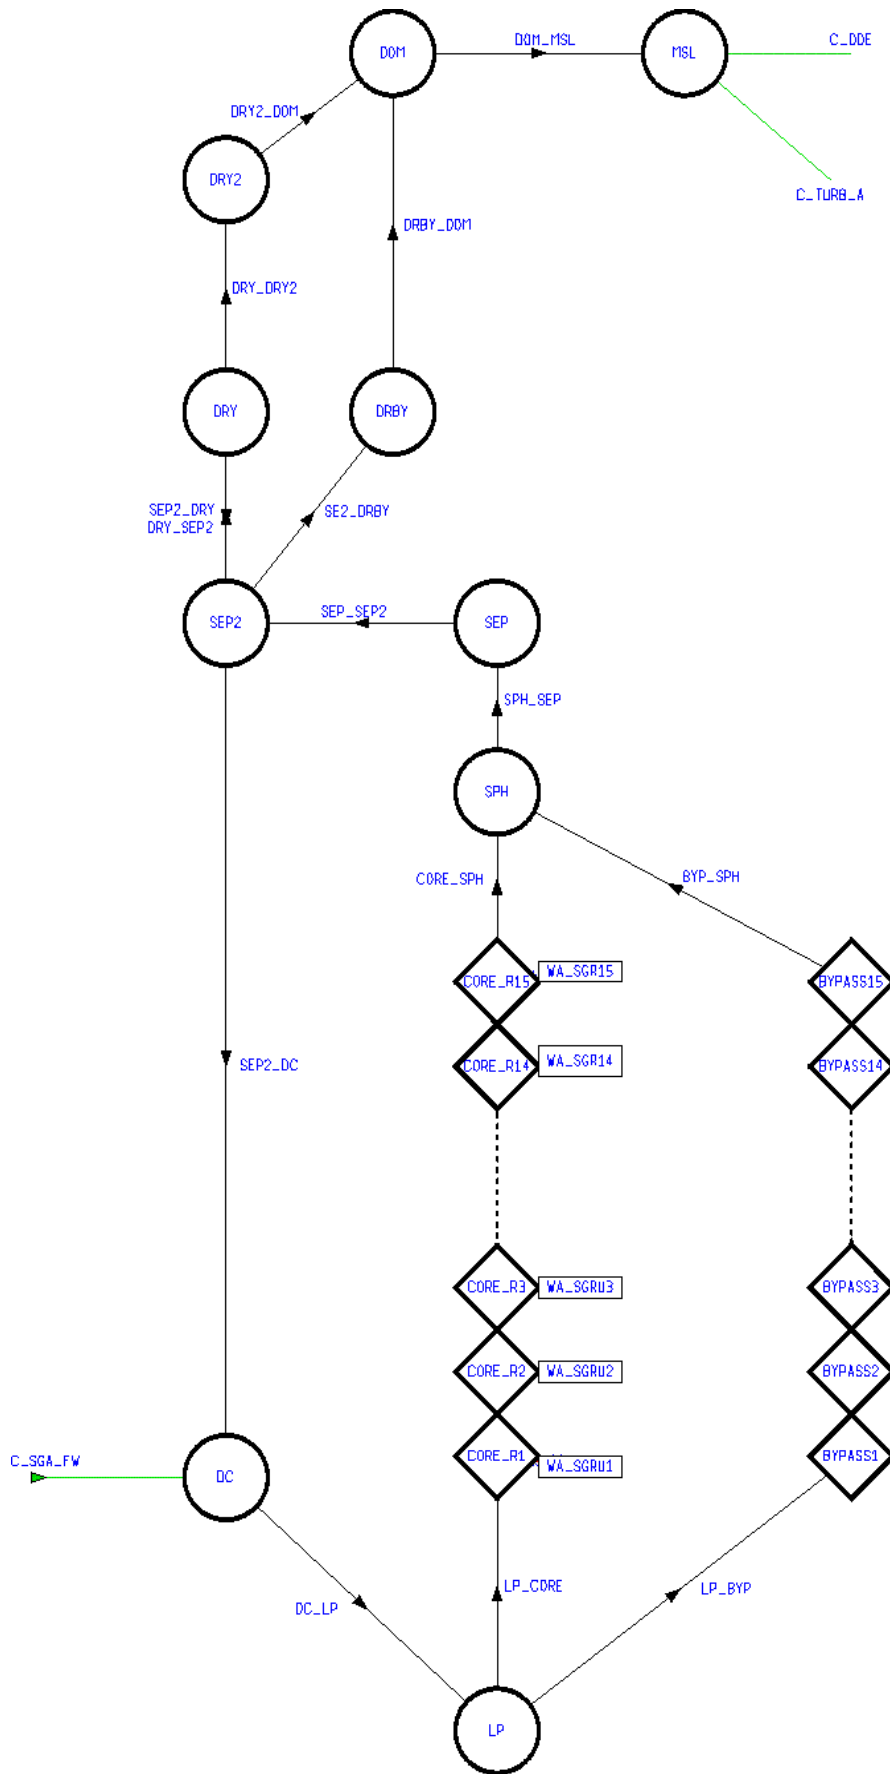 DOM_MSL
C_DDE
DOM
MSL
DRY2_DOM
DRY2
C_TURB_A
DRBY_DOM
DRY_DRY2
DRY
DRBY
SEP2_DRY
DRY_SEP2
SE2_DRBY
SEP_SEP2
SEP2
SEP
SPH_SEP
SPH
CORE_SPH
BYP_SPH
CORE_R15
WA_SGR15
BYPASS15
SEP2_DC
CORE_R14
WA_SGR14
BYPASS14
CORE_R3
WA_SGRU3
BYPASS3
CORE_R2
WA_SGRU2
BYPASS2
C_SGA_FW
CORE_R1
WA_SGRU1
BYPASS1
DC
DC_LP
LP_CORE
LP_BYP
LP